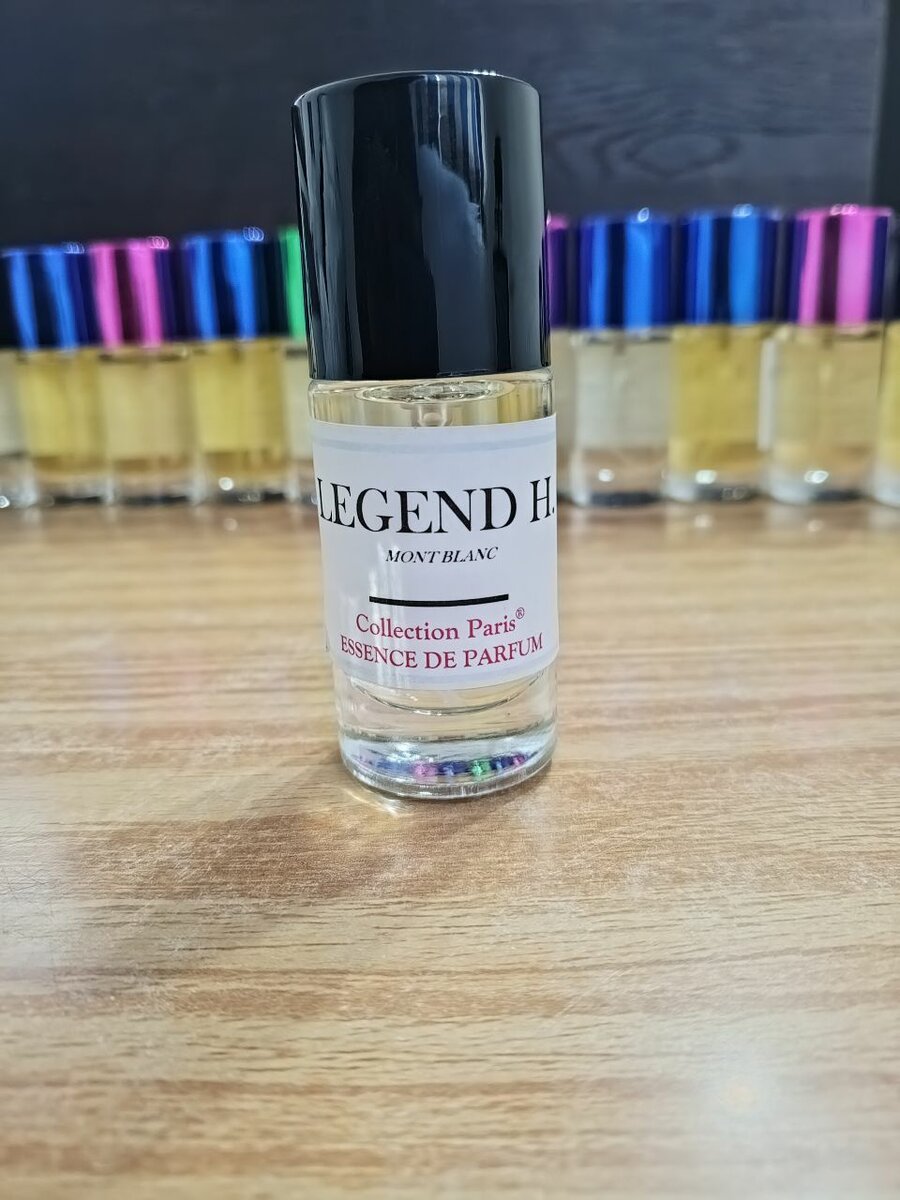 LEGEND H.
MONT BLANC
Collection Paris®
ESSENCE DE PARFUM